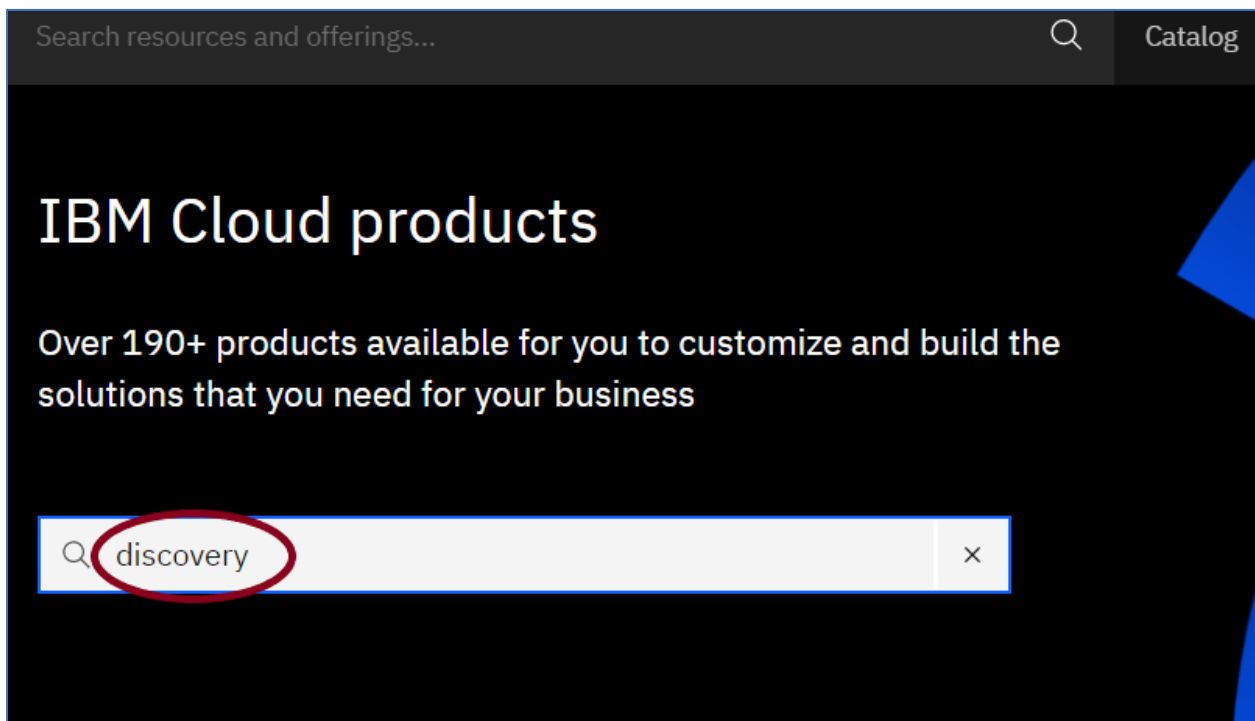 Search resources and offerings...
Catalog
IBM Cloud products
Over 190+ products available for you to customize and build the
solutions that you need for your business
discovery